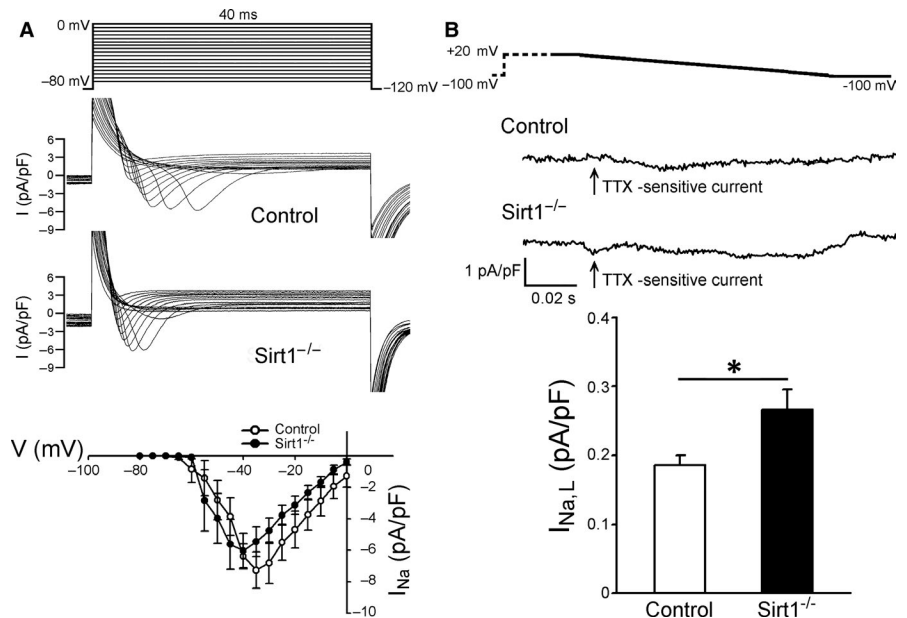 A
40 ms
0 mV
–80 mV
–120 mV
6
3
0
–3
–6
–9
I (pA/pF)
Control
6
3
0
–3
–6
–9
I (pA/pF)
Sirt1–/–
Control
Sirt1–/–
V (mV)
–100
–80
–60
–40
–20
0
–2
–4
–6
–8
–10
INa (pA/pF)
B
+20 mV
–100 mV
-100 mV
Control
TTX -sensitive current
Sirt1–/–
1 pA/pF
0.02 s
TTX -sensitive current
0.4
0.3
0.2
0.1
0
INa,L (pA/pF)
*
Control
Sirt1–/–